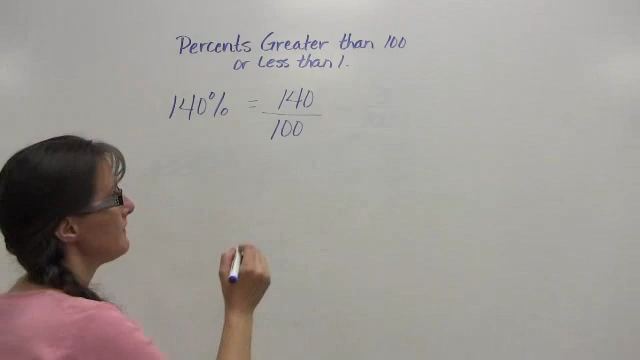 Percents Greater than 100
or Less than 1.
140% = 140
100